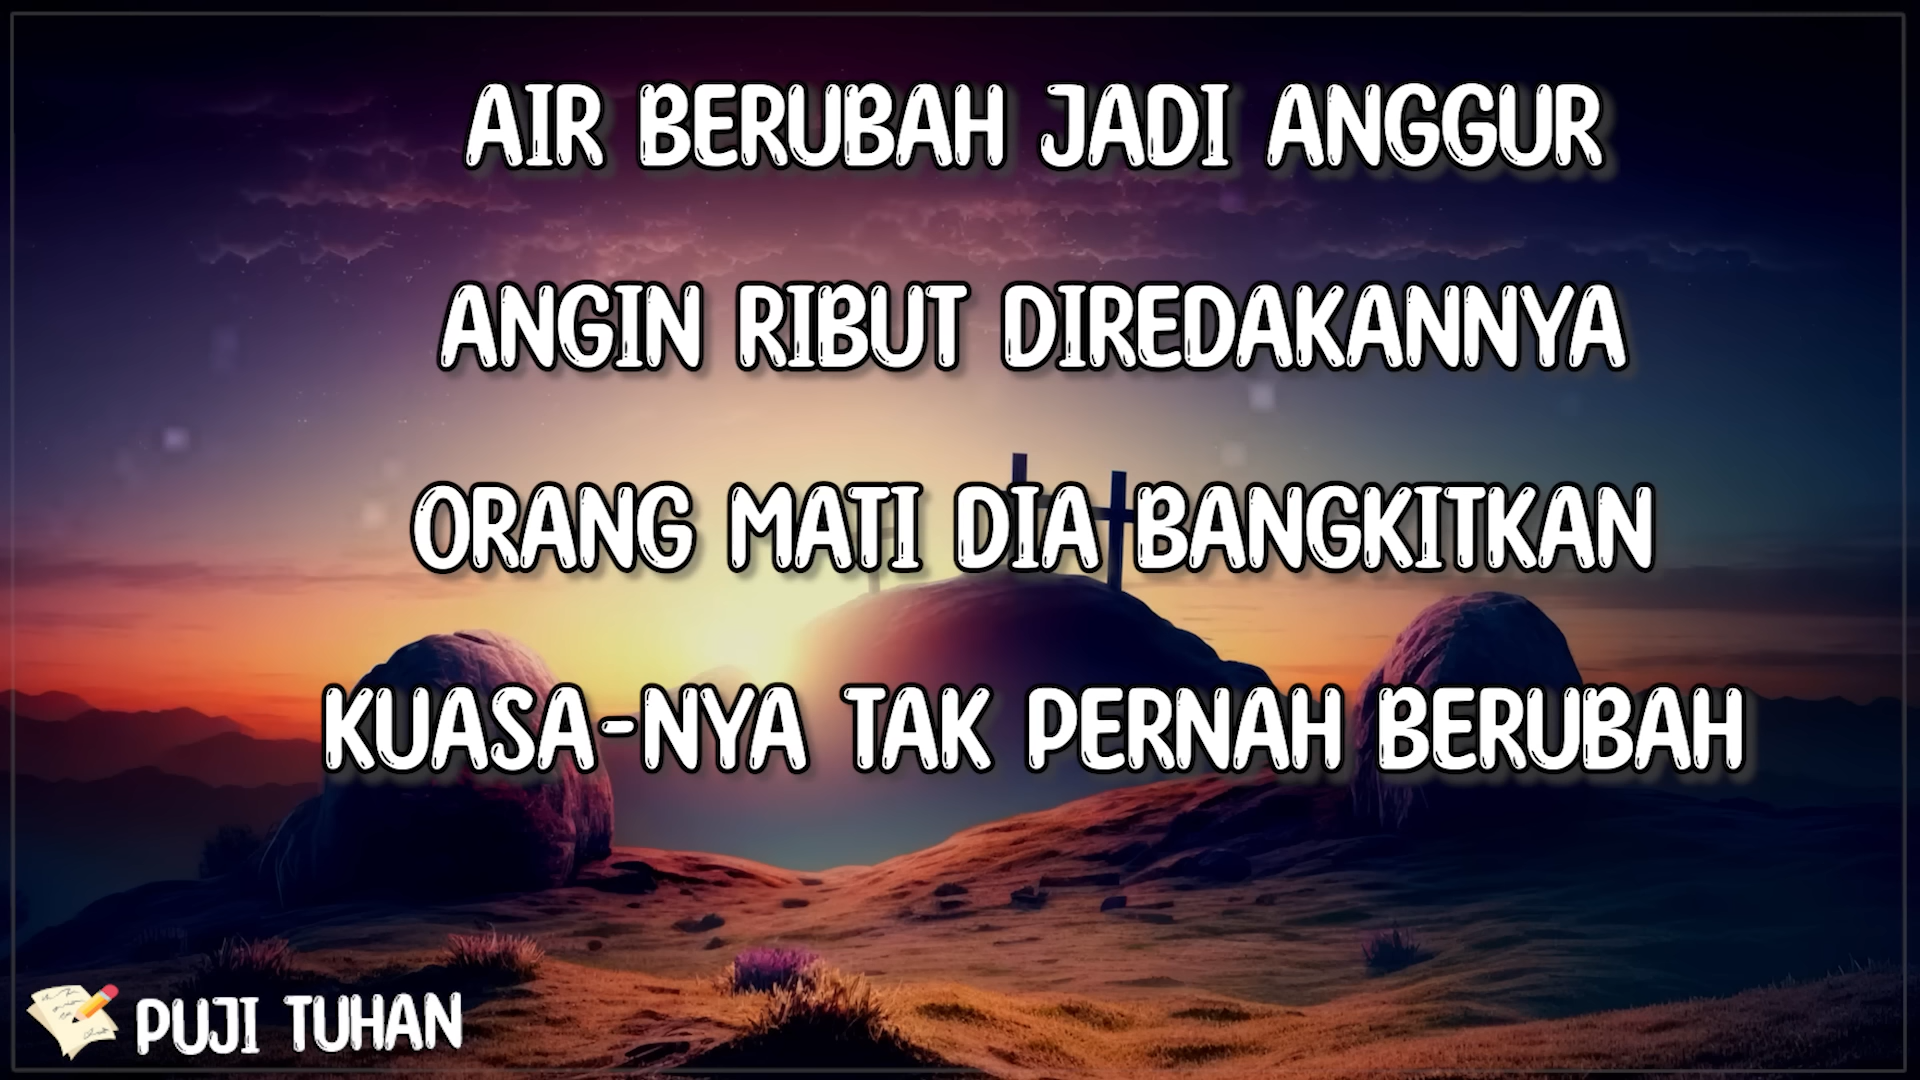 AIR BERUBAH JADI ANGGUR
ANGIN RIBUT DIREDAKANNYA
ORANG MATI DIA BANGKITKAN
KUASA-NYA TAK PERNAH BERUBAH
PUJI TUHAN